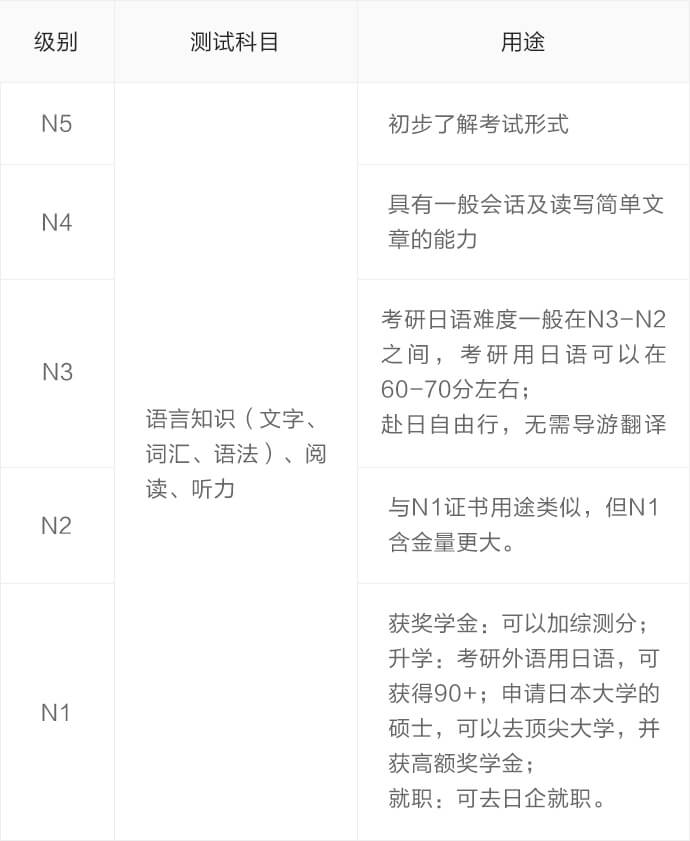 级别 测试科目 用途
N5
初步了解考试形式
N4
具有一般会话及读写简单文
章的能力
N3
考研日语难度一般在N3-N2
之间，考研用日语可以在
60-70分左右；
赴日自由行，无需导游翻译
语言知识（文字、
词汇、语法）、阅
读、听力
N2
与N1证书用途类似，但N1
含金量更大。
N1
获奖学金：可以加综测分；
升学：考研外语用日语，可
获得90+；申请日本大学的
硕士，可以去顶尖大学，并
获高额奖学金；
就职：可去日企就职。